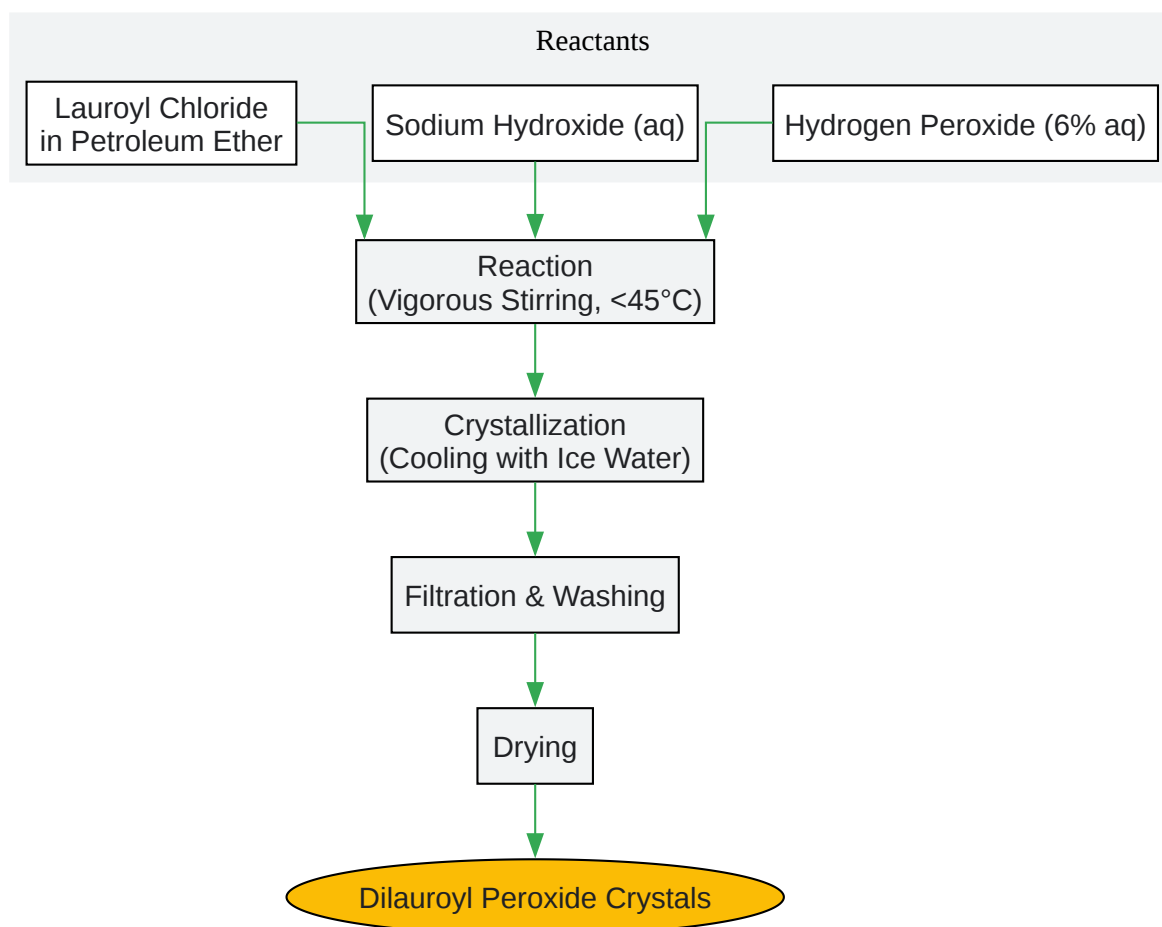 Reactants
Lauroyl Chloride
in Petroleum Ether
Sodium Hydroxide (aq)
Hydrogen Peroxide (6% aq)
Reaction
(Vigorous Stirring, <45°C)
Crystallization
(Cooling with Ice Water)
Filtration & Washing
Drying
Dilauroyl Peroxide Crystals